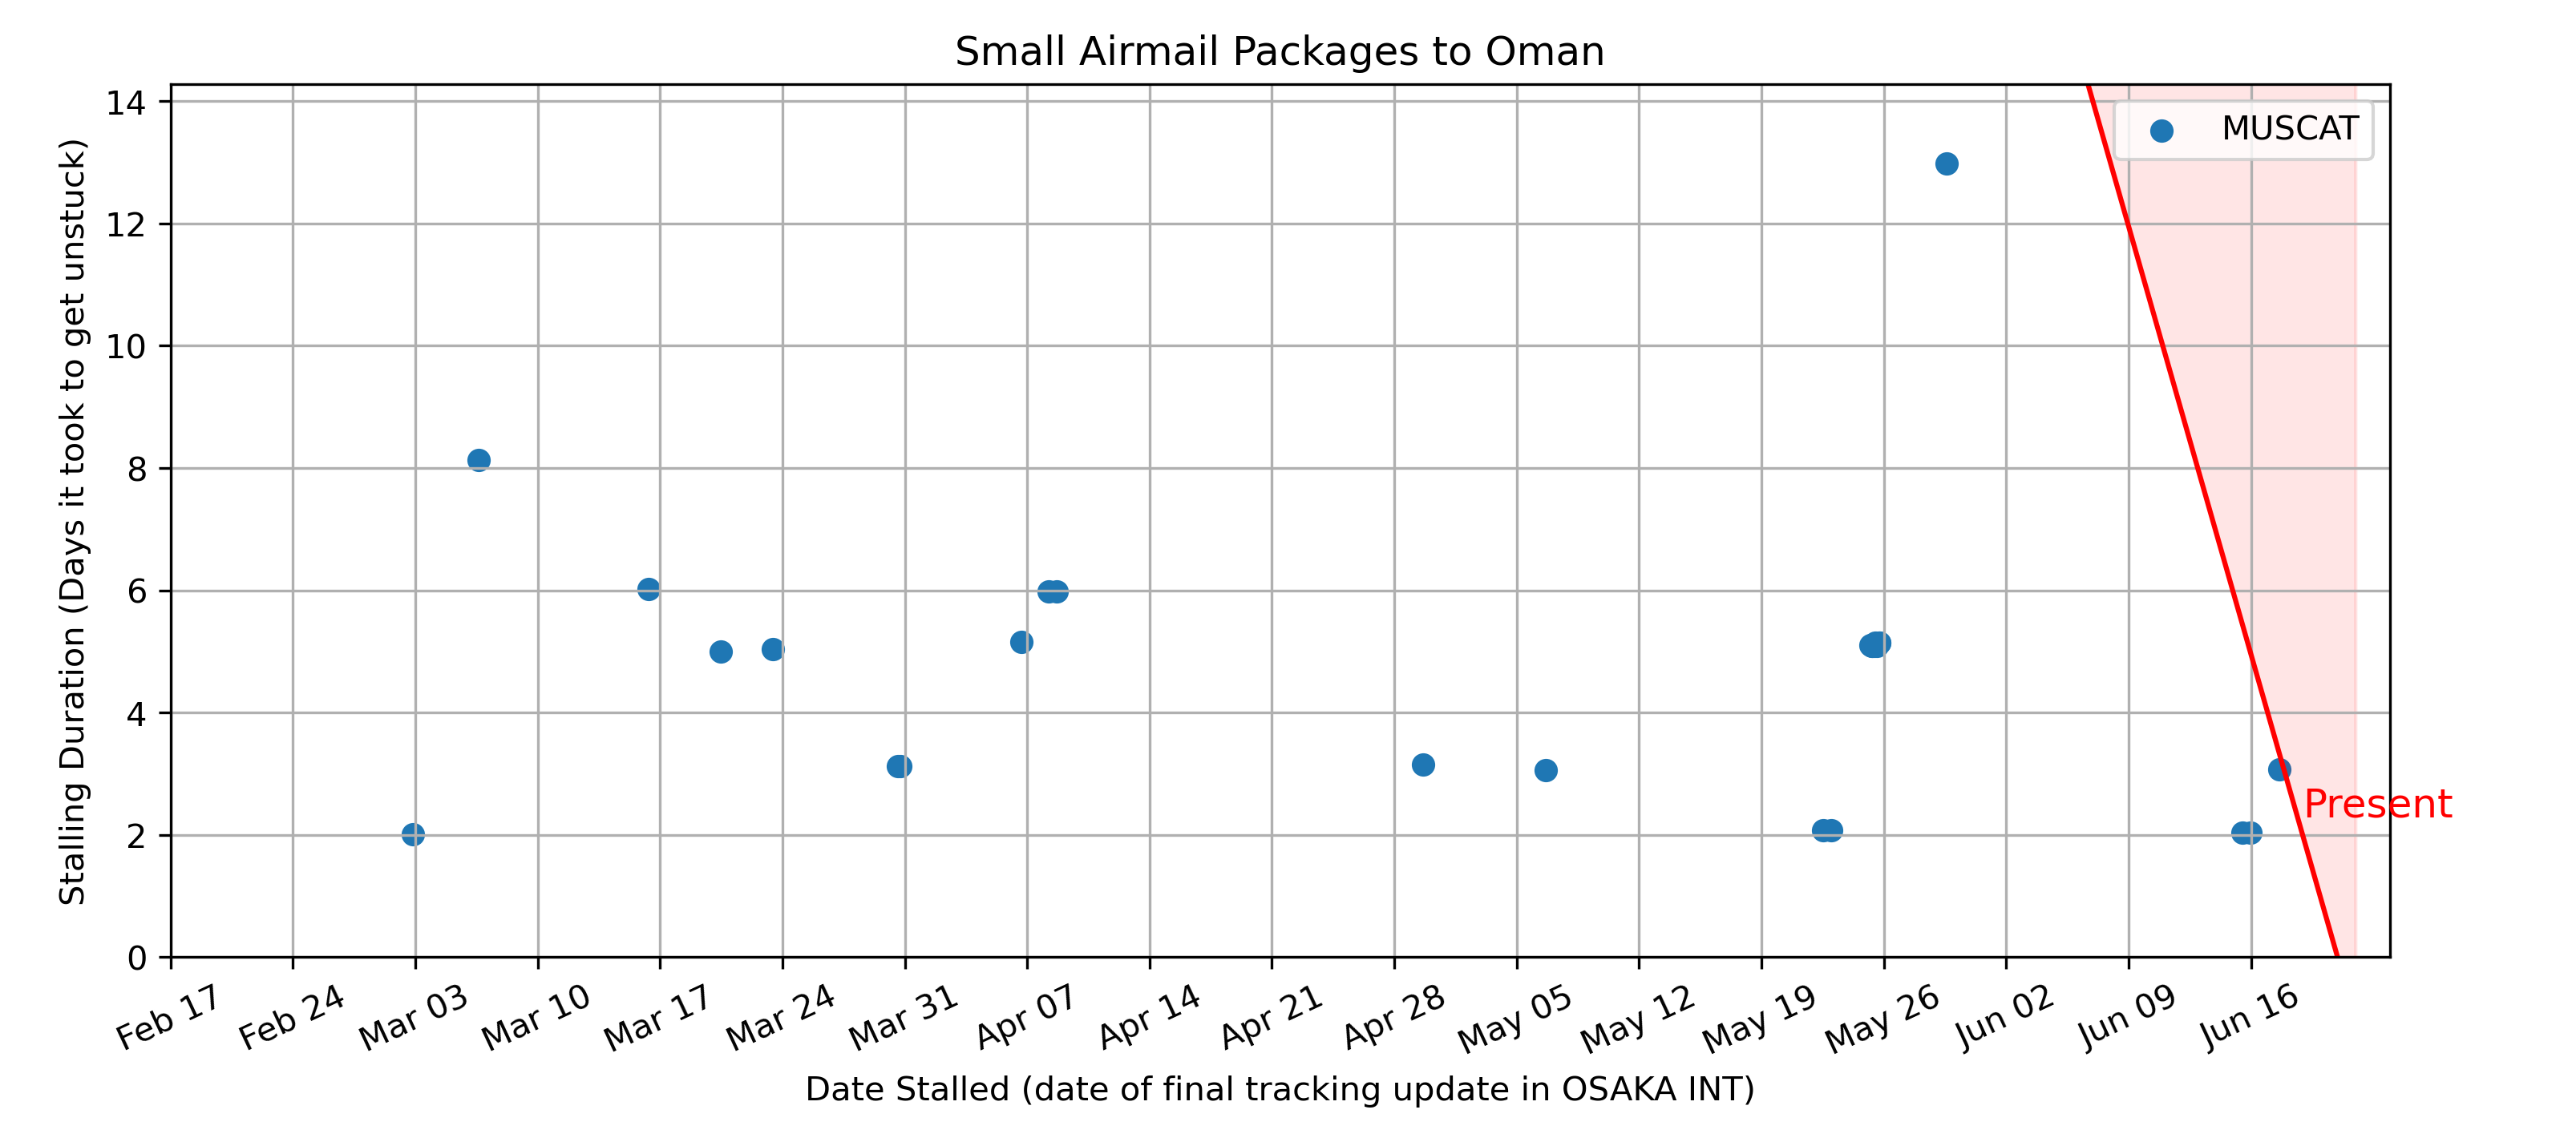 Small Airmail Packages to Oman
MUSCAT
Stalling Duration (Days it took to get unstuck)
14
12
10
8
6
4
2
0
Present
Feb 17
Feb 24
Mar 03
Mar 10
Mar 17
Mar 24
Mar 31
Apr 07
Apr 14
Apr 21
Apr 28
May 05
May 12
May 19
May 26
Jun 02
Jun 09
Jun 16
Date Stalled (date of final tracking update in OSAKA INT)